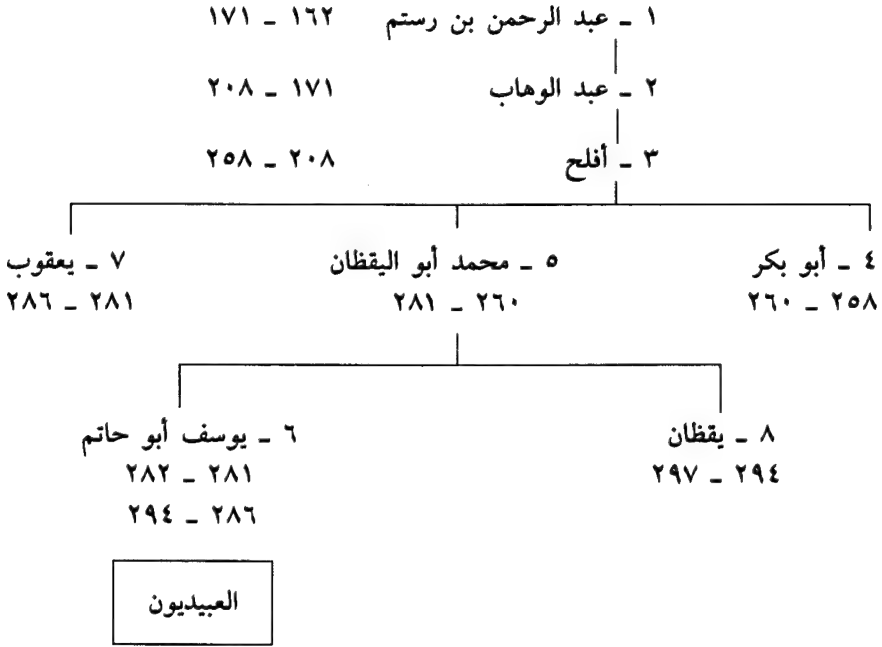 ١ ـ عبد الرحمن بن رستم ١٦٢ ـ ١٧١
٢ ـ عبد الوهاب ١٧١ ـ ٢٠٨
٣ ـ أفلح ٢٠٨ ـ ٢٥٨
٤ ـ أبو بكر ٥ ـ محمد أبو اليقظان ٧ ـ يعقوب
٢٥٨ ـ ٢٦٠ ٢٦٠ ـ ٢٨١ ٢٨١ ـ ٢٨٦
٨ ـ يقظان ٦ ـ يوسف أبو حاتم
٢٩٤ ـ ٢٩٧ ٢٨١ ـ ٢٨٢
٢٨٦ ـ ٢٩٤
العبيديون